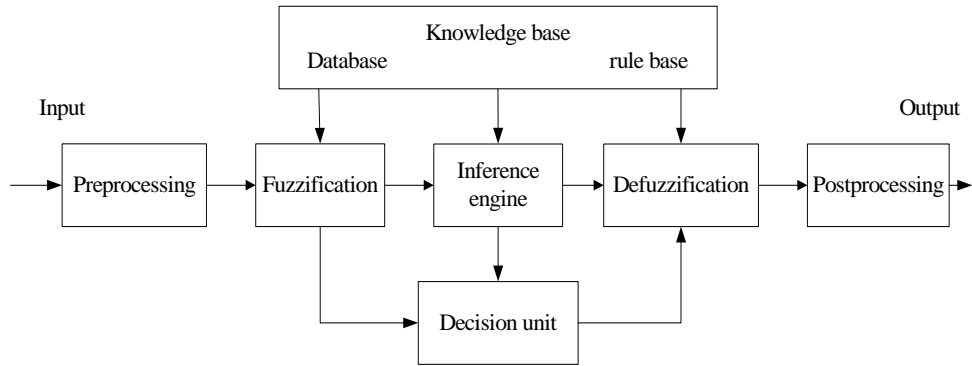 Knowledge base
Database
rule base
Input
Output
Preprocessing
Fuzzification
Inference
engine
Defuzzification
Postprocessing
Decision unit